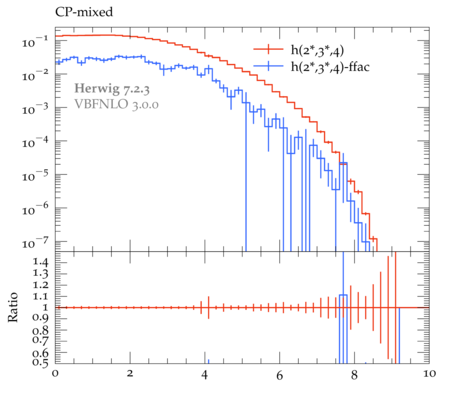 CP-mixed
10⁻¹
h(2*,3*,4)
h(2*,3*,4)-ffac
10⁻²
Herwig 7.2.3
VBFNLO 3.0.0
10⁻³
10⁻⁴
10⁻⁵
10⁻⁶
10⁻⁷
1.4
1.3
1.2
1.1
1
0.9
0.8
0.7
0.6
0.5
Ratio
0 2 4 6 8 10